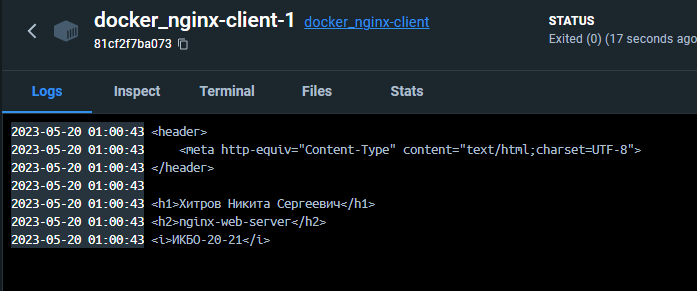 docker_nginx-client-1 docker_nginx-client
81cf2f7ba073
STATUS
Exited (0) (17 seconds ago
Logs Inspect Terminal Files Stats
2023-05-20 01:00:43 <header>
2023-05-20 01:00:43     <meta http-equiv="Content-Type" content="text/html;charset=UTF-8">
2023-05-20 01:00:43 </header>
2023-05-20 01:00:43
2023-05-20 01:00:43 <h1>Хитров Никита Сергеевич</h1>
2023-05-20 01:00:43 <h2>nginx-web-server</h2>
2023-05-20 01:00:43 <i>ИКБО-20-21</i>